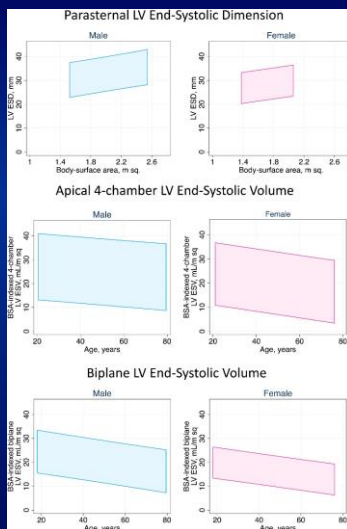 Parasternal LV End-Systolic Dimension
Male
Female
LV ESD, mm
0 10 20 30 40
1 1.4 1.8 2.2 2.6
Body-surface area, m sq.
LV ESD, mm
0 10 20 30 40
1 1.4 1.8 2.2 2.6
Body-surface area, m sq.
Apical 4-chamber LV End-Systolic Volume
Male
Female
BSA-indexed 4-chamber
LV ESV, mL/m sq
0 10 20 30 40
20 40 60 80
Age, years
BSA-indexed 4-chamber
LV ESV, mL/m sq
0 10 20 30 40
20 40 60 80
Age, years
Biplane LV End-Systolic Volume
Male
Female
BSA-indexed biplane
LV ESV, mL/m sq
0 10 20 30 40
20 40 60 80
Age, years
BSA-indexed biplane
LV ESV, mL/m sq
0 10 20 30 40
20 40 60 80
Age, years